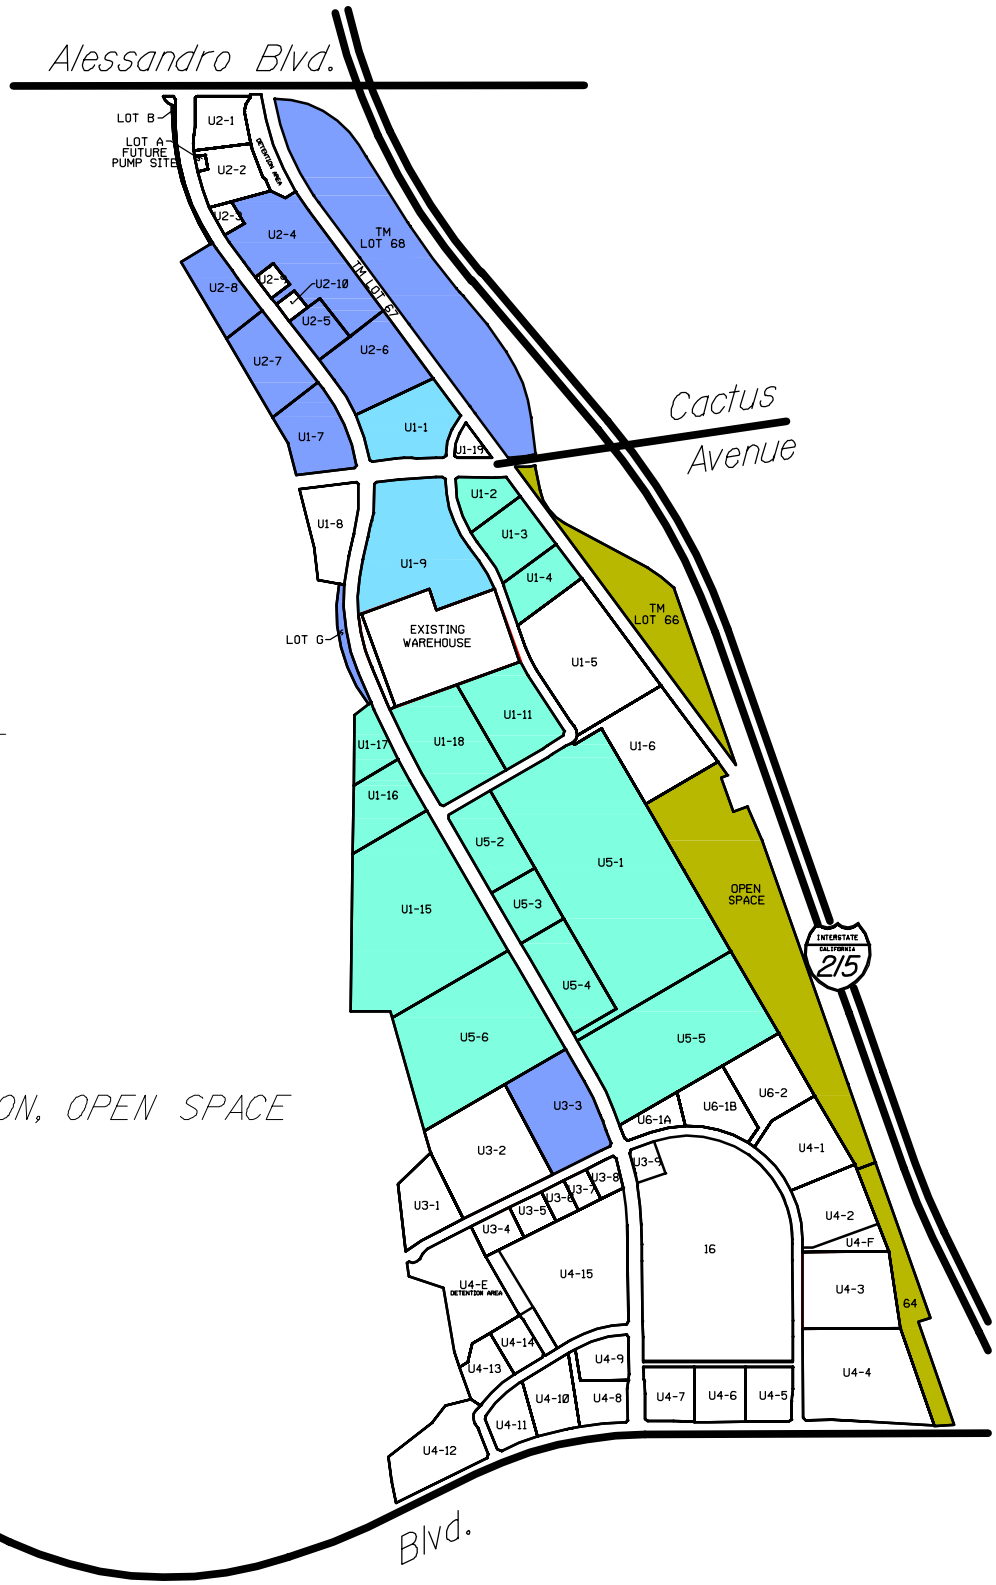 Alessandro Blvd.
LOT B
U2-1
LOT A
FUTURE
PUMP SITE
DETENTION AREA
U2-2
U2-3
U2-4
TM
LOT 68
U2-8
U2-9
U2-10
TM LOT 67
U2-5
U2-6
U2-7
Cactus
Avenue
U1-1
U1-7
U1-19
U1-2
U1-8
U1-3
U1-9
U1-4
TM
LOT 66
LOT G
EXISTING
WAREHOUSE
U1-5
U1-11
U1-17
U1-18
U1-6
U1-16
U5-2
U5-1
OPEN
SPACE
U5-3
U1-15
INTERSTATE
CALIFORNIA
215
U5-4
U5-6
U5-5
ON, OPEN SPACE
U3-3
U6-2
U6-1B
U6-1A
U3-2
U4-1
U3-9
U3-8
U3-7
U3-6
U3-1
U3-5
U3-4
U4-2
U4-F
16
U4-15
U4-E
DETENTION AREA
U4-3
64
U4-14
U4-9
U4-13
U4-4
U4-10
U4-8
U4-7
U4-6
U4-5
U4-11
U4-12
Blvd.